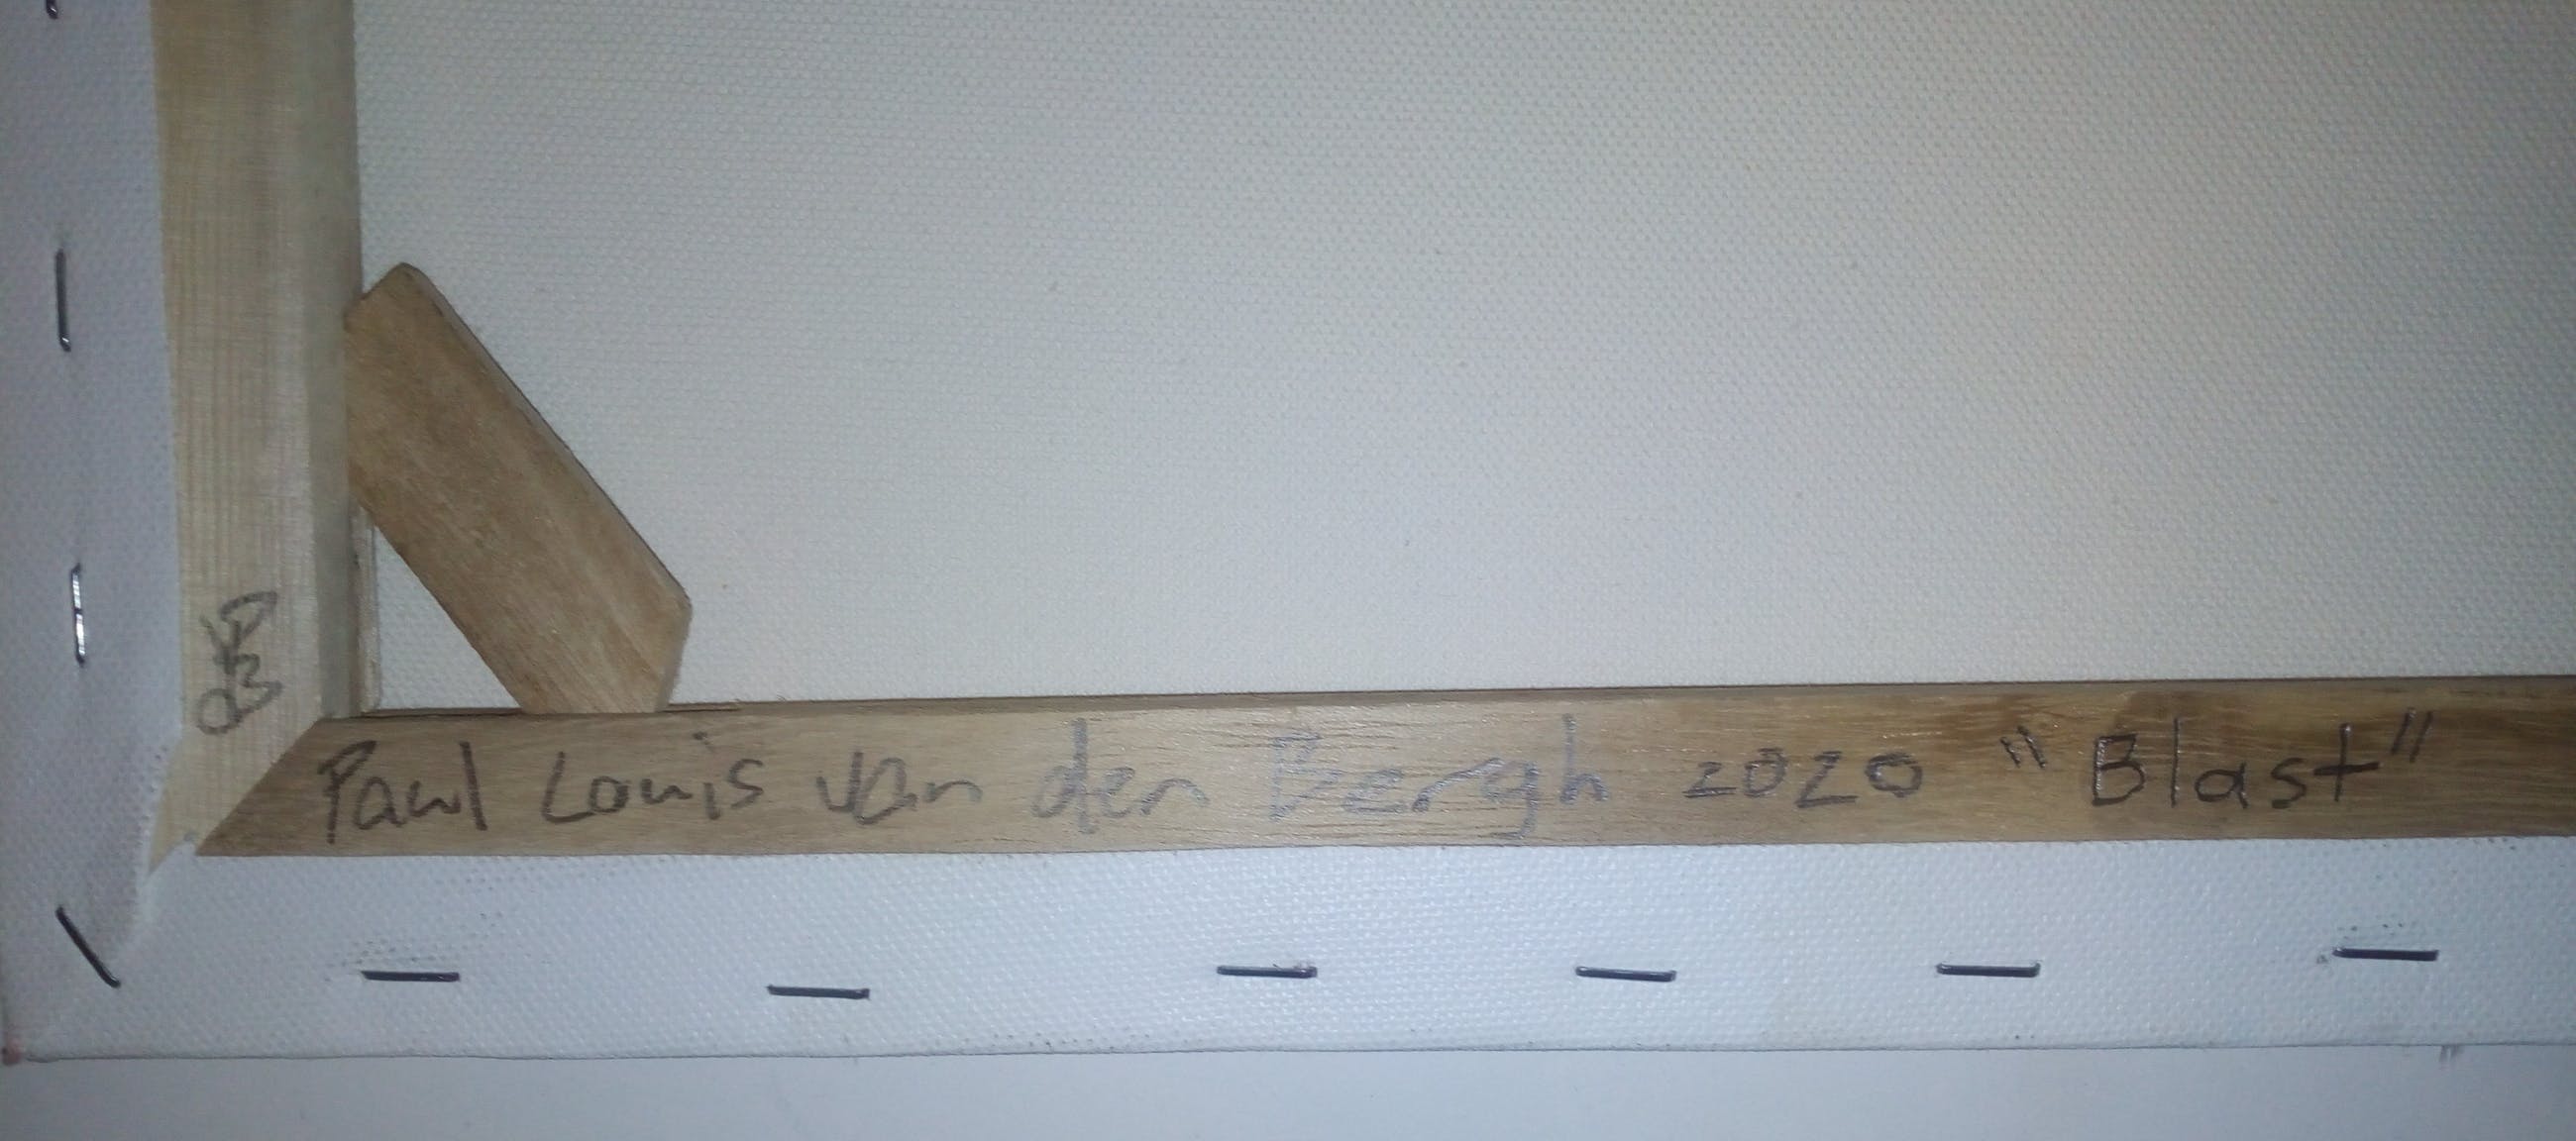 Paul Louis van den Bergh 2020 "Blast"